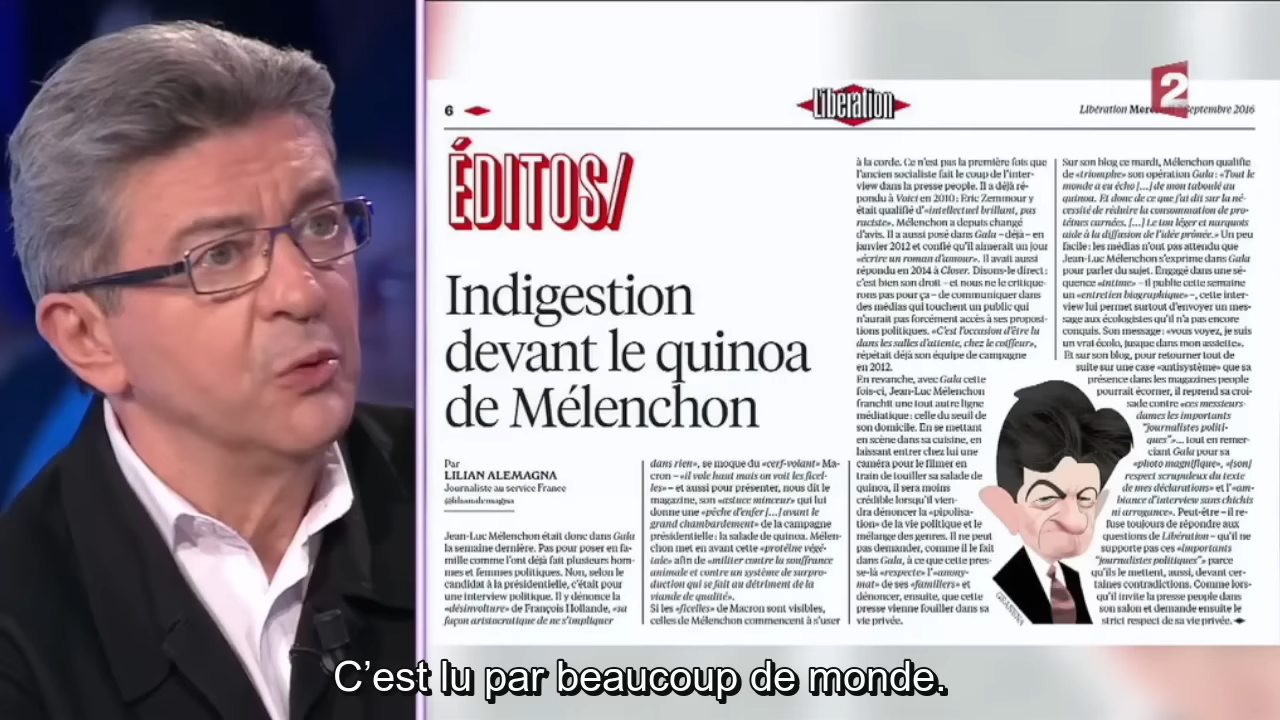 2
6
Libération
Libération Mer Septembre 2016
ÉDITOS/
Indigestion
devant le quinoa
de Mélenchon
Par
LILIAN ALEMAGNA
Journaliste au service France
@lilianalemagna
Jean-Luc Mélenchon était donc dans Gala
la semaine dernière. Pas pour poser en fa-
mille comme l'ont déjà fait plusieurs hom-
mes et femmes politiques. Non, selon le
candidat à la présidentielle, c'était pour
une interview politique. Il y dénonce la
«désinvolture» de François Hollande, «sa
façon aristocratique de ne s'impliquer
dans rien», se moque du «cerf-volant» Ma-
cron – «il vole haut mais on voit les ficel-
les» – et aussi pour présenter, nous dit le
magazine, son «astuce minceur» qui lui
donne une «pêche d'enfer [...] avant le
grand chambardement» de la campagne
présidentielle: la salade de quinoa. Mélen-
chon met en avant cette «protéine végé-
tale» afin de «militer contre la souffrance
animale et contre un système de surpro-
duction qui se fait au détriment de la
viande de qualité».
Si les «ficelles» de Macron sont visibles,
celles de Mélenchon commencent à s'user
à la corde. Ce n'est pas la première fois que
l'ancien socialiste fait le coup de l'inter-
view dans la presse people. Il a déjà ré-
pondu à Voici en 2010: Eric Zemmour y
était qualifié d'«intellectuel brillant, pas
raciste». Mélenchon a depuis changé
d'avis. Il a aussi posé dans Gala – déjà – en
janvier 2012 et confié qu'il aimerait un jour
«écrire un roman d'amour». Il avait aussi
répondu en 2014 à Closer. Disons-le direct:
c'est bien son droit – et nous ne le critique-
rons pas pour ça – de communiquer dans
des médias qui touchent un public qui
n'aurait pas forcément accès à ses proposi-
tions politiques. «C'est l'occasion d'être lu
dans les salles d'attente, chez le coiffeur»,
répétait déjà son équipe de campagne
en 2012.
En revanche, avec Gala cette
fois-ci, Jean-Luc Mélenchon
franchit une tout autre ligne
médiatique: celle du seuil de
son domicile. En se mettant
en scène dans sa cuisine, en
laissant entrer chez lui une
caméra pour le filmer en
train de touiller sa salade de
quinoa, il sera moins
crédible lorsqu'il vien-
dra dénoncer la «pipolisa-
tion» de la vie politique et le
mélange des genres. Il ne peut
pas demander, comme il le fait
dans Gala, à ce que cette pres-
se-là «respecte» l'«anony-
mat» de ses «familiers» et
dénoncer, ensuite, que cette
presse vienne fouiller dans sa
vie privée.
Sur son blog ce mardi, Mélenchon qualifie
de «triomphe» son opération Gala: «Tout le
monde a eu écho [...] de mon taboulé au
quinoa. Et donc de ce que j'ai dit sur la né-
cessité de réduire la consommation de pro-
téines carnées. [...] Le ton léger et narquois
aide à la diffusion de l'idée prônée.» Un peu
facile: les médias n'ont pas attendu que
Jean-Luc Mélenchon s'exprime dans Gala
pour parler du sujet. Engagé dans une sé-
quence «intime» – il publie cette semaine
un «entretien biographique» –, cette inter-
view lui permet surtout d'envoyer un mes-
sage aux écologistes qu'il n'a pas encore
conquis. Son message: «vous voyez, je suis
un vrai écolo, jusque dans mon assiette».
Et sur son blog, pour retourner tout de
suite sur une case «antisystème» que sa
présence dans les magazines people
pourrait écorner, il reprend sa croi-
sade contre «ces messieurs-
dames les importants
"journalistes politi-
ques"»... tout en remer-
ciant Gala pour sa
«photo magnifique», «[son]
respect scrupuleux du texte
de mes déclarations» et l'«am-
biance d'interview sans chichis
ni arrogance». Peut-être – il re-
fuse toujours de répondre aux
questions de Libération – qu'il ne
supporte pas ces «importants
"journalistes politiques"» parce
qu'ils le mettent, aussi, devant cer-
taines contradictions. Comme lors-
qu'il invite la presse people dans
son salon et demande ensuite le
strict respect de sa vie privée.
C'est lu par beaucoup de monde.